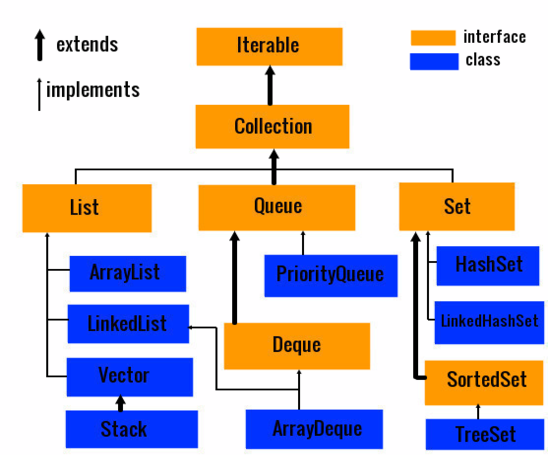 extends
implements
Iterable
interface
class
Collection
List
Queue
Set
ArrayList
PriorityQueue
HashSet
LinkedList
LinkedHashSet
Deque
Vector
SortedSet
Stack
ArrayDeque
TreeSet